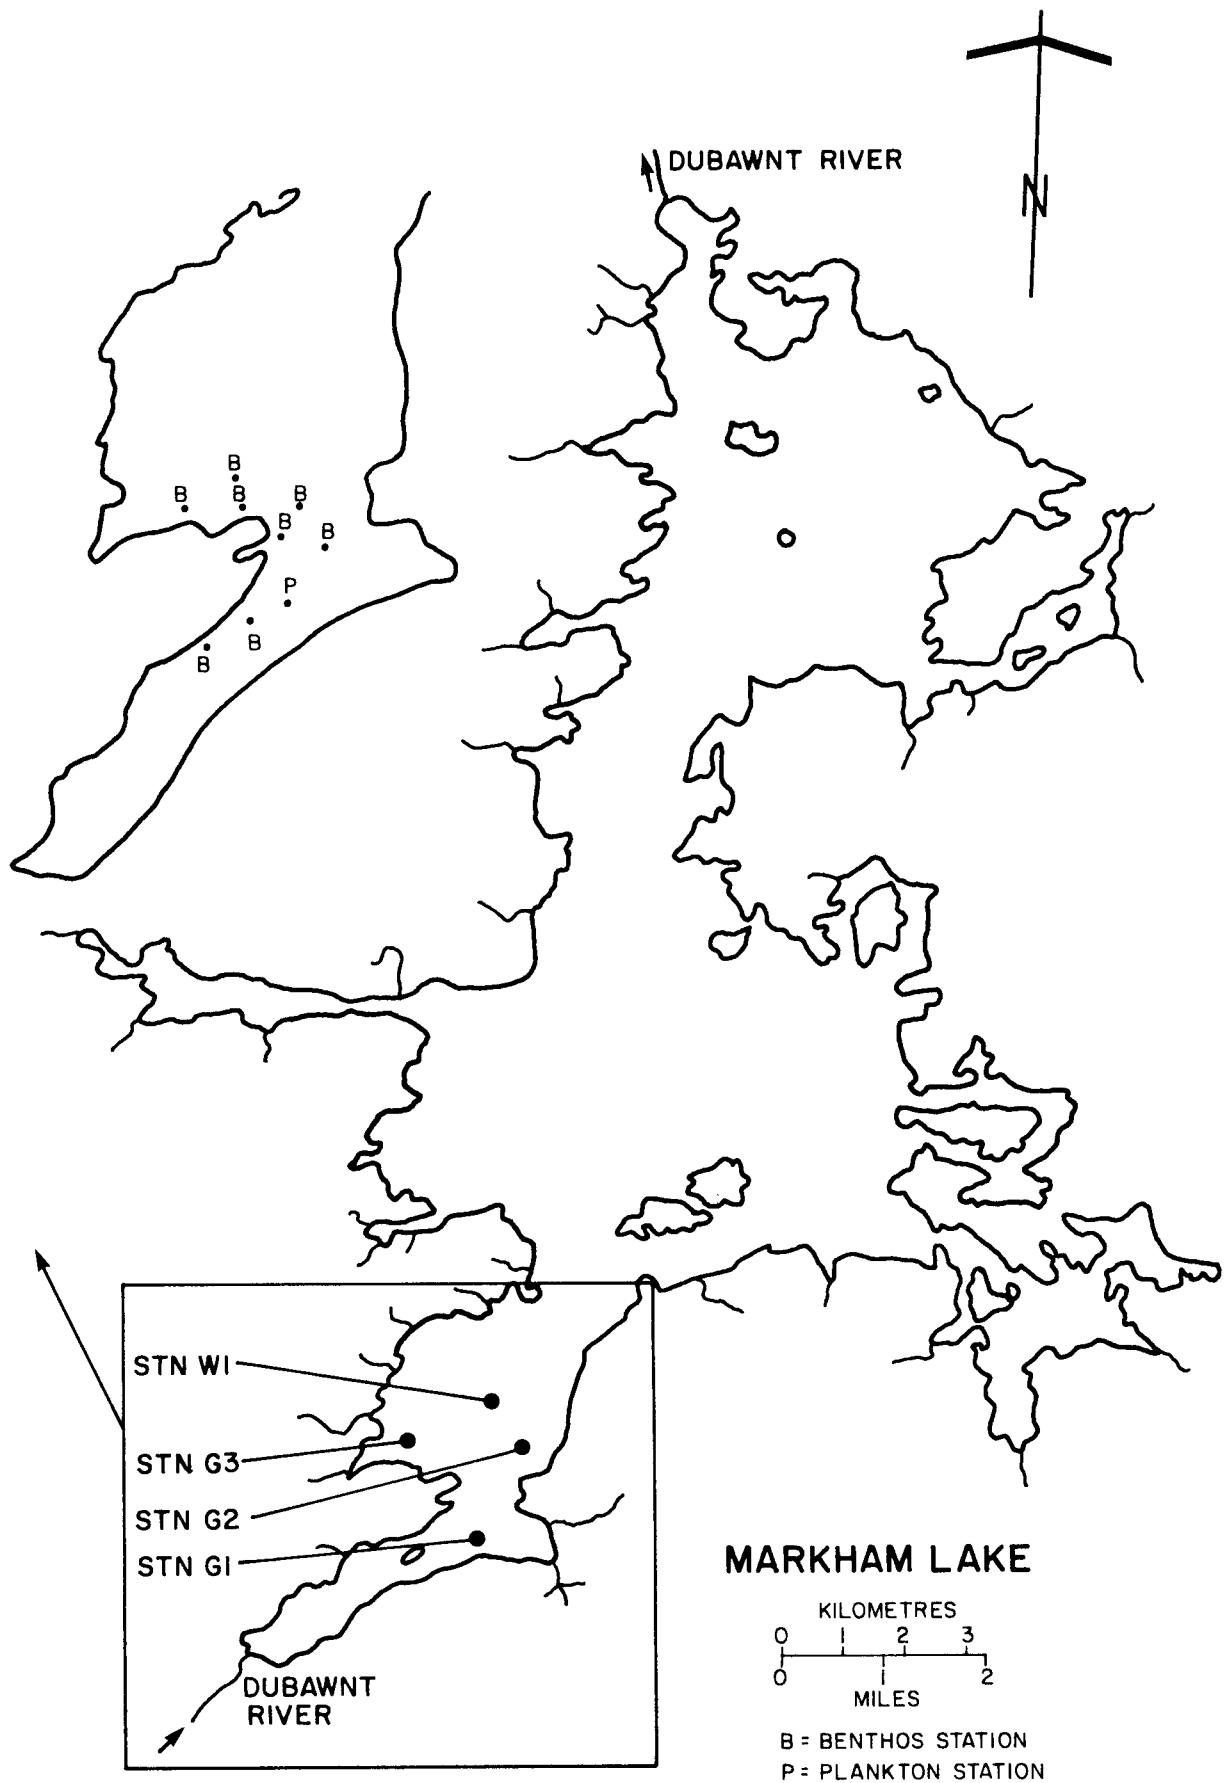 DUBAWNT RIVER
N
B
B
B
B
B
B
P
B
B
STN W1
STN G3
STN G2
STN G1
DUBAWNT
RIVER
MARKHAM LAKE
KILOMETRES
0 1 2 3
0 1 2
MILES
B = BENTHOS STATION
P = PLANKTON STATION